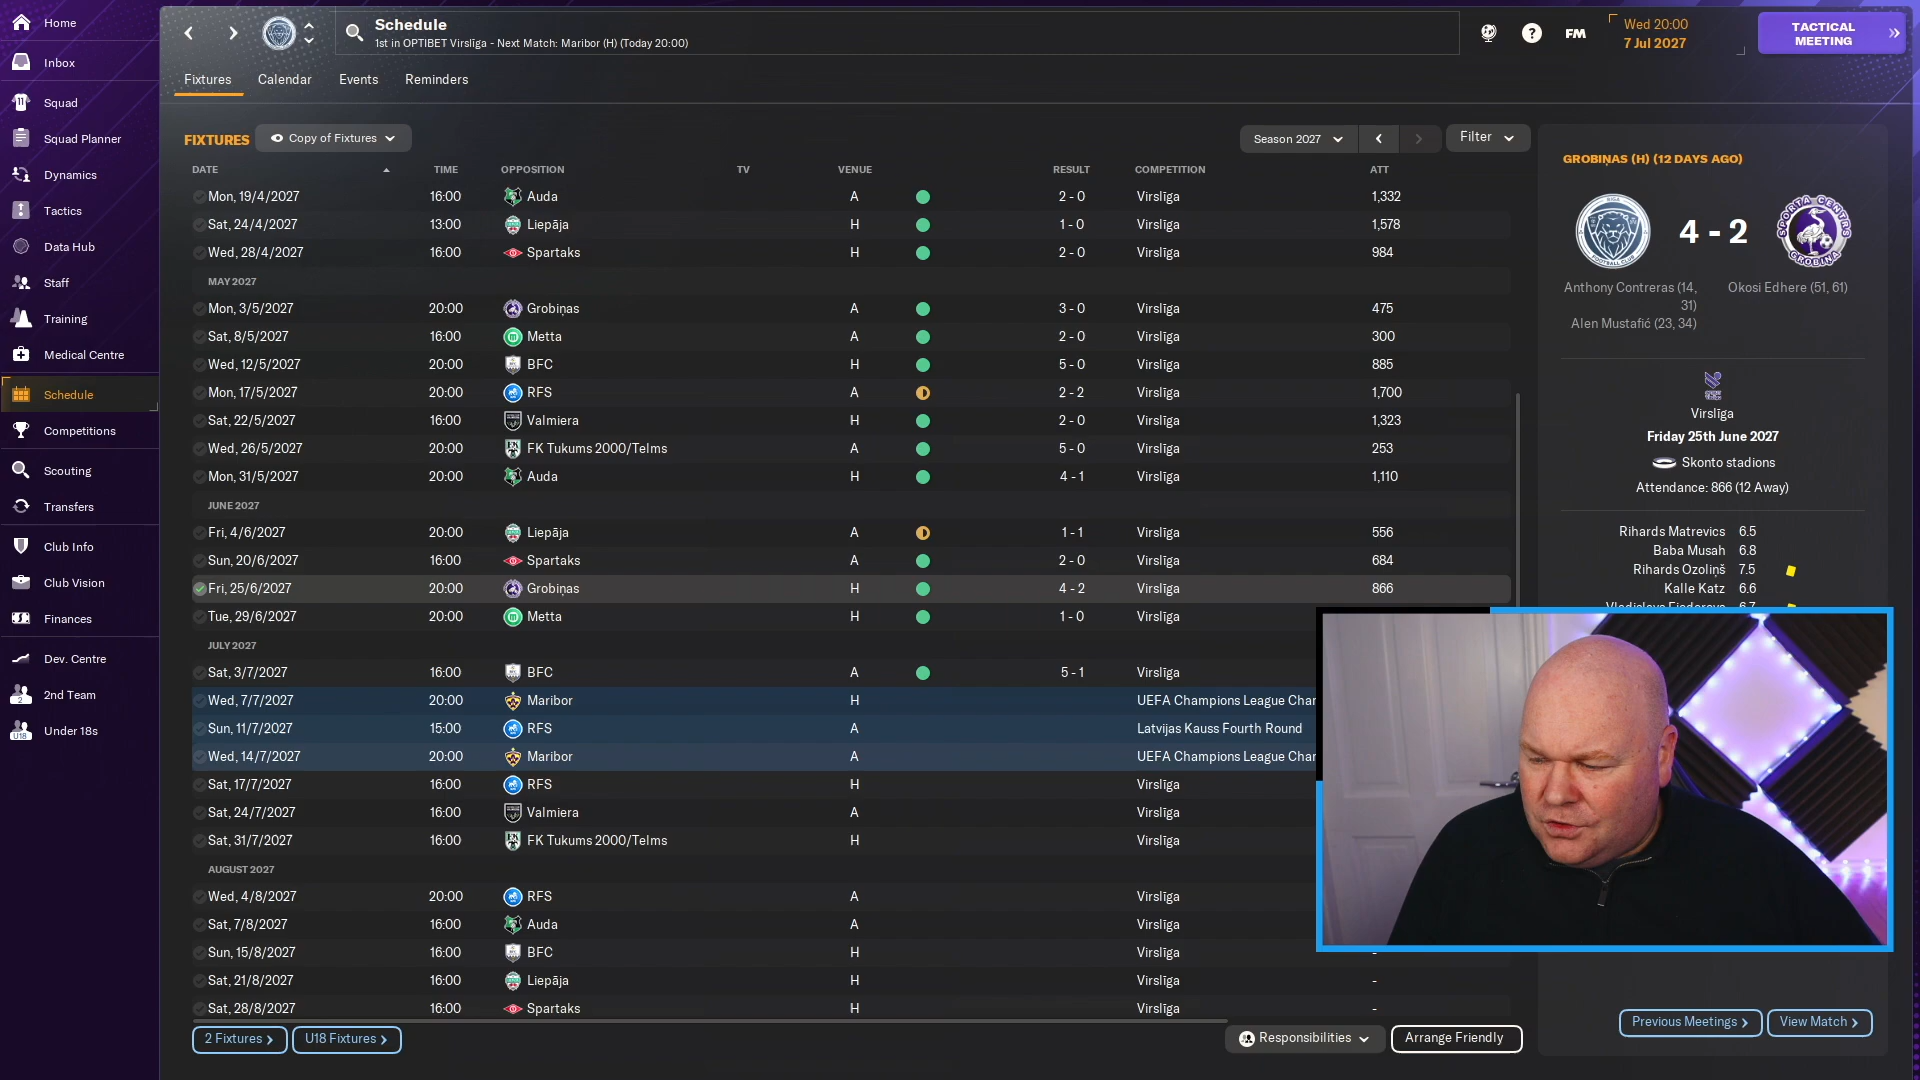 Home
Inbox
Squad
Squad Planner
Dynamics
Tactics
Data Hub
Staff
Training
Medical Centre
Schedule
Competitions
Scouting
Transfers
Club Info
Club Vision
Finances
Dev. Centre
2nd Team
Under 18s
Schedule
1st in OPTIBET Virslīga - Next Match: Maribor (H) (Today 20:00)
FM
Wed 20:00
7 Jul 2027
TACTICAL MEETING
Fixtures Calendar Events Reminders
FIXTURES Copy of Fixtures Season 2027 Filter
DATE TIME OPPOSITION TV VENUE RESULT COMPETITION ATT
Mon, 19/4/2027 16:00 Auda A 2 - 0 Virslīga 1,332
Sat, 24/4/2027 13:00 Liepāja H 1 - 0 Virslīga 1,578
Wed, 28/4/2027 16:00 Spartaks H 2 - 0 Virslīga 984
MAY 2027
Mon, 3/5/2027 20:00 Grobiņas A 3 - 0 Virslīga 475
Sat, 8/5/2027 16:00 Metta A 2 - 0 Virslīga 300
Wed, 12/5/2027 20:00 BFC H 5 - 0 Virslīga 885
Mon, 17/5/2027 20:00 RFS A 2 - 2 Virslīga 1,700
Sat, 22/5/2027 16:00 Valmiera H 2 - 0 Virslīga 1,323
Wed, 26/5/2027 20:00 FK Tukums 2000/Telms A 5 - 0 Virslīga 253
Mon, 31/5/2027 20:00 Auda H 4 - 1 Virslīga 1,110
JUNE 2027
Fri, 4/6/2027 20:00 Liepāja A 1 - 1 Virslīga 556
Sun, 20/6/2027 16:00 Spartaks A 2 - 0 Virslīga 684
Fri, 25/6/2027 20:00 Grobiņas H 4 - 2 Virslīga 866
Tue, 29/6/2027 20:00 Metta H 1 - 0 Virslīga
JULY 2027
Sat, 3/7/2027 16:00 BFC A 5 - 1 Virslīga
Wed, 7/7/2027 20:00 Maribor H UEFA Champions League Char
Sun, 11/7/2027 15:00 RFS A Latvijas Kauss Fourth Round
Wed, 14/7/2027 20:00 Maribor A UEFA Champions League Char
Sat, 17/7/2027 16:00 RFS H Virslīga
Sat, 24/7/2027 16:00 Valmiera A Virslīga
Sat, 31/7/2027 16:00 FK Tukums 2000/Telms H Virslīga
AUGUST 2027
Wed, 4/8/2027 20:00 RFS A Virslīga
Sat, 7/8/2027 16:00 Auda A Virslīga
Sun, 15/8/2027 16:00 BFC H Virslīga -
Sat, 21/8/2027 16:00 Liepāja H Virslīga -
Sat, 28/8/2027 16:00 Spartaks H Virslīga -
2 Fixtures U18 Fixtures Responsibilities Arrange Friendly
GROBIŅAS (H) (12 DAYS AGO)
4 - 2
SPORTA CENTRS
GROBIŅA
Anthony Contreras (14, 31)
Alen Mustafić (23, 34)
Okosi Edhere (51, 61)
Virslīga
Friday 25th June 2027
Skonto stadions
Attendance: 866 (12 Away)
Rihards Matrevics 6.5
Baba Musah 6.8
Rihards Ozoliņš 7.5
Kalle Katz 6.6
Previous Meetings View Match